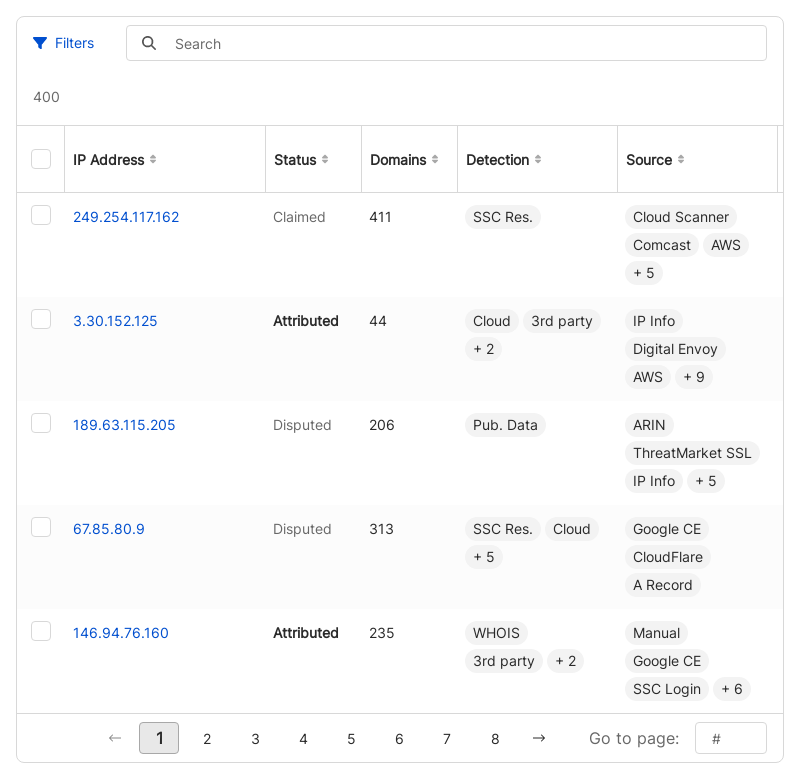 Filters
Search
400
IP Address Status Domains Detection Source
249.254.117.162 Claimed 411 SSC Res. Cloud Scanner
Comcast AWS
+ 5
3.30.152.125 Attributed 44 Cloud 3rd party IP Info
+ 2 Digital Envoy
AWS + 9
189.63.115.205 Disputed 206 Pub. Data ARIN
ThreatMarket SSL
IP Info + 5
67.85.80.9 Disputed 313 SSC Res. Cloud Google CE
+ 5 CloudFlare
A Record
146.94.76.160 Attributed 235 WHOIS Manual
3rd party + 2 Google CE
SSC Login + 6
← 1 2 3 4 5 6 7 8 → Go to page: #